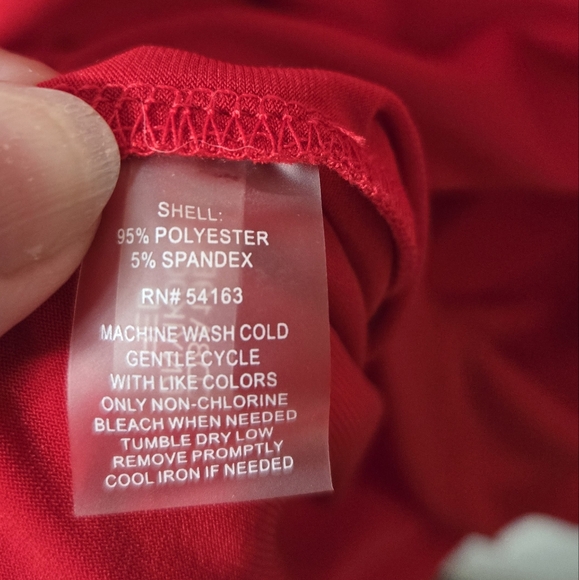 SHELL:
95% POLYESTER
5% SPANDEX
RN# 54163
MACHINE WASH COLD
GENTLE CYCLE
WITH LIKE COLORS
ONLY NON-CHLORINE
BLEACH WHEN NEEDED
TUMBLE DRY LOW
REMOVE PROMPTLY
COOL IRON IF NEEDED